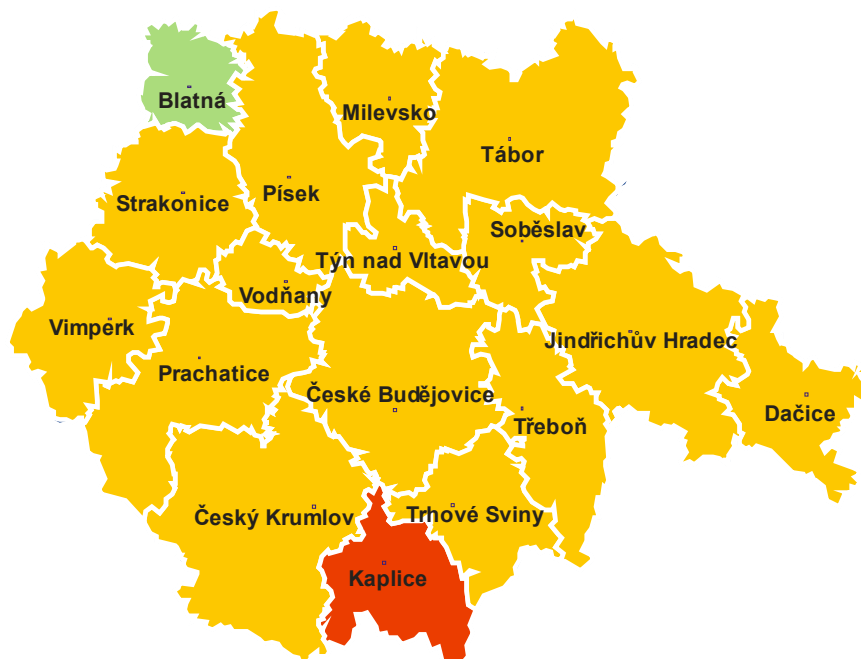 Blatná
Milevsko
Tábor
Písek
Strakonice
Soběslav
Týn nad Vltavou
Vodňany
Vimperk
Jindřichův Hradec
Prachatice
České Budějovice
Dačice
Třeboň
Český Krumlov
Trhové Sviny
Kaplice